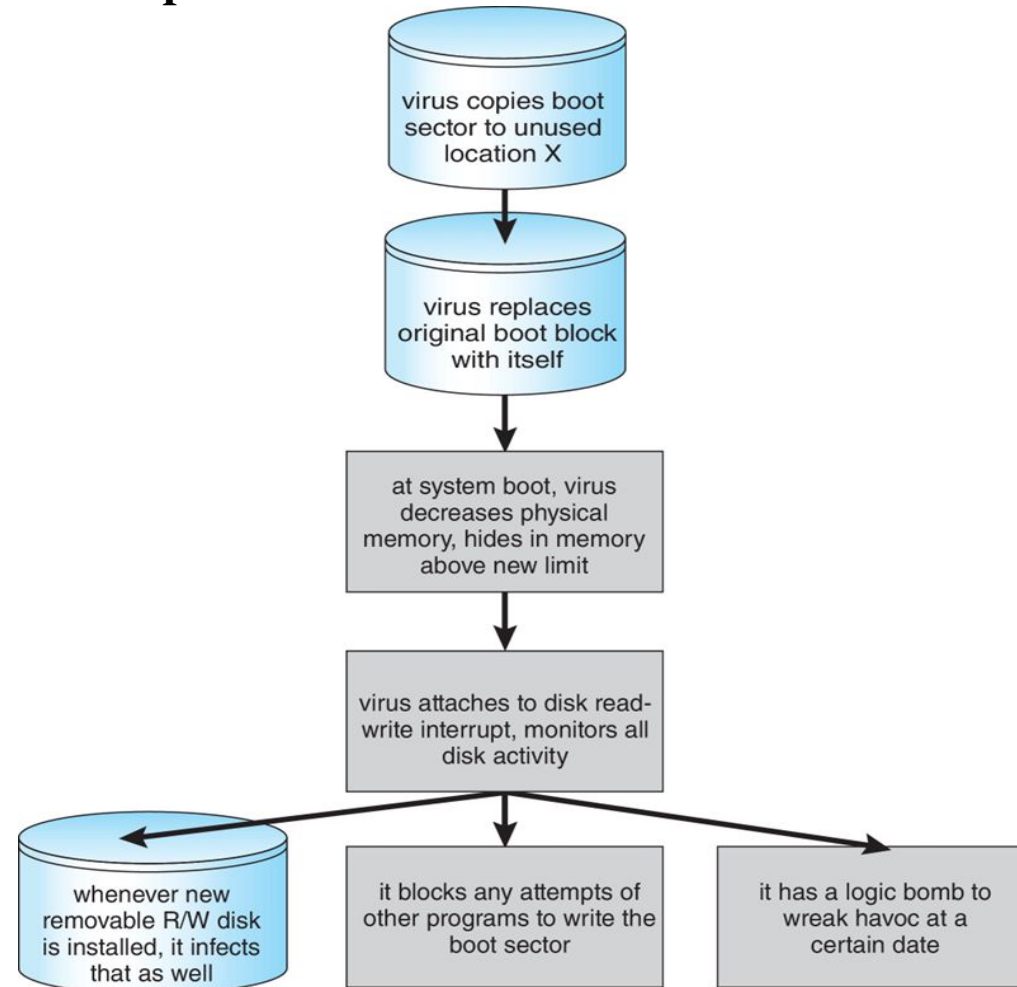 virus copies boot
sector to unused
location X
virus replaces
original boot block
with itself
at system boot, virus
decreases physical
memory, hides in memory
above new limit
virus attaches to disk read-
write interrupt, monitors all
disk activity
whenever new
removable R/W disk
is installed, it infects
that as well
it blocks any attempts of
other programs to write the
boot sector
it has a logic bomb to
wreak havoc at a
certain date